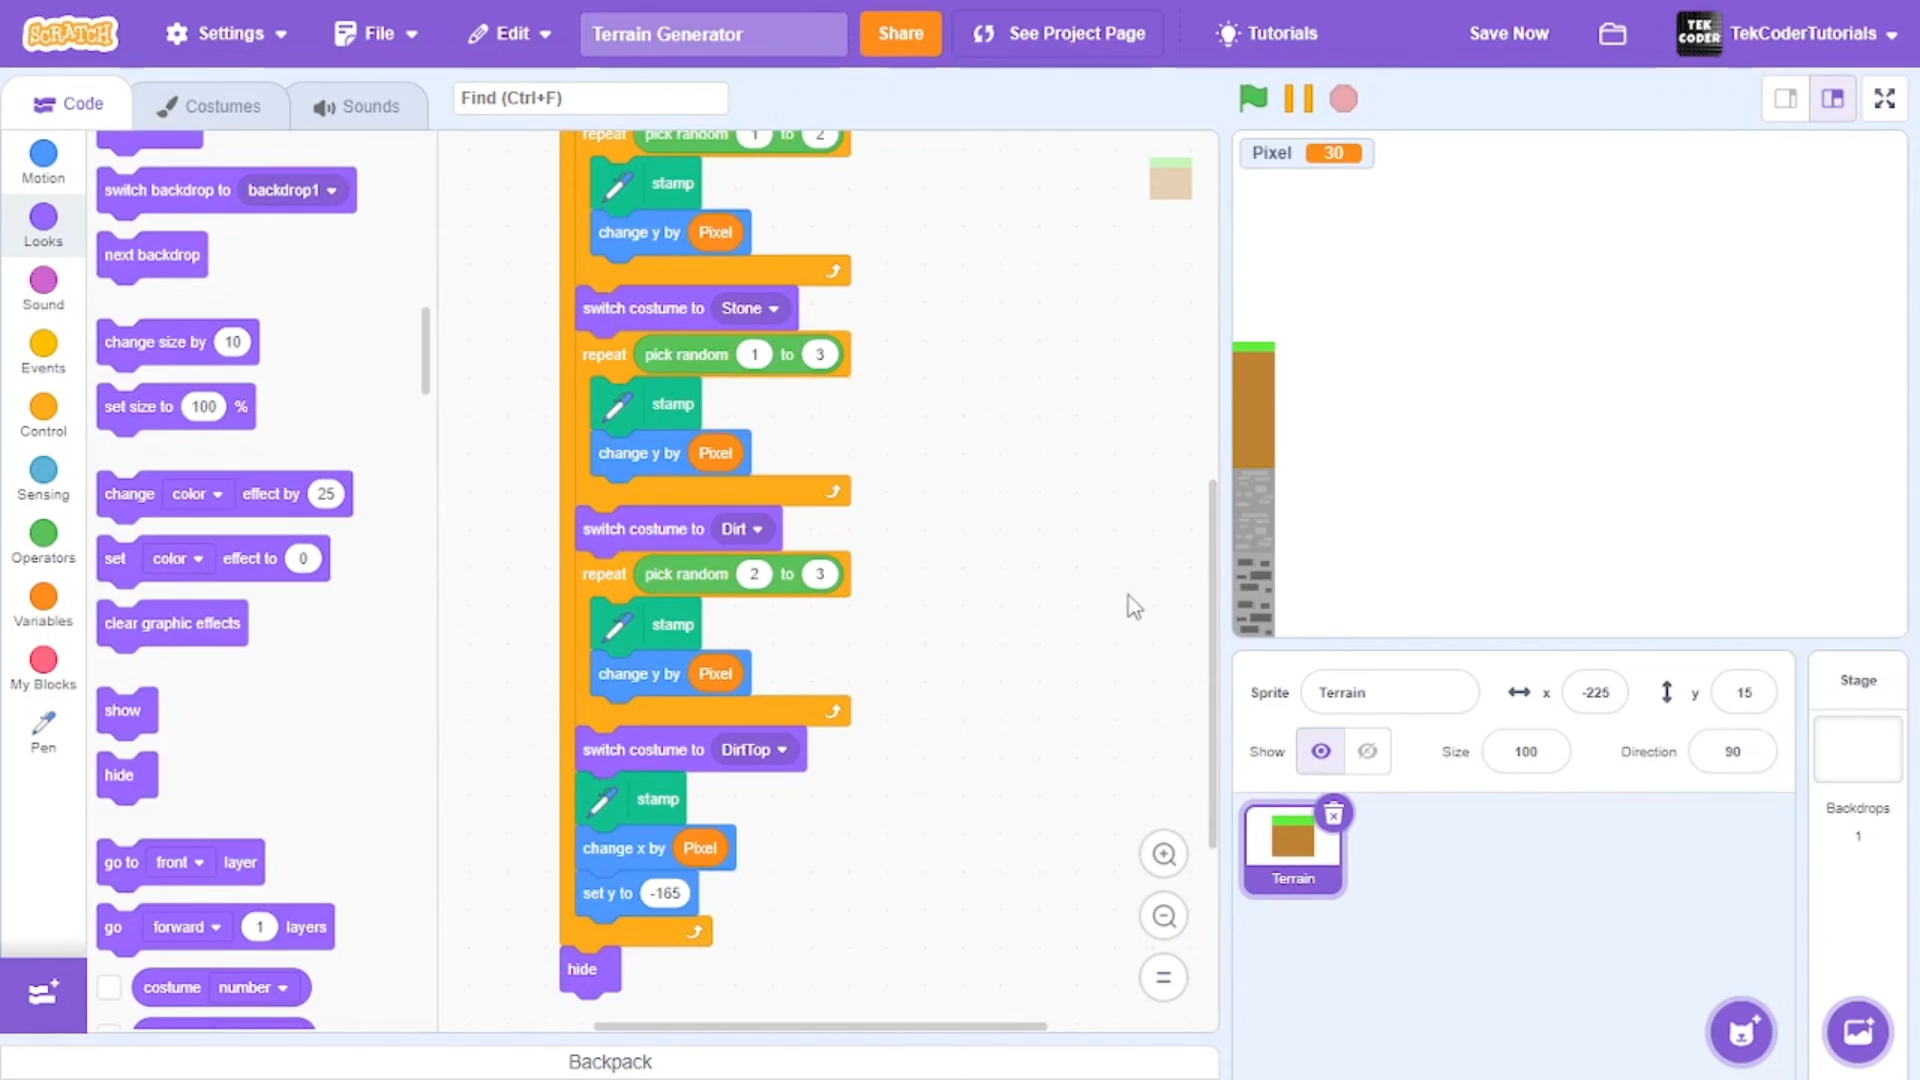 SCRATCH Settings File Edit Terrain Generator Share See Project Page Tutorials Save Now TEK CODER TekCoderTutorials
Code Costumes Sounds Find (Ctrl+F)
Motion
Looks
Sound
Events
Control
Sensing
Operators
Variables
My Blocks
Pen
switch backdrop to backdrop1
next backdrop
change size by 10
set size to 100 %
change color effect by 25
set color effect to 0
clear graphic effects
show
hide
go to front layer
go forward 1 layers
costume number
repeat pick random 1 to 2
stamp
change y by Pixel
switch costume to Stone
repeat pick random 1 to 3
stamp
change y by Pixel
switch costume to Dirt
repeat pick random 2 to 3
stamp
change y by Pixel
switch costume to DirtTop
stamp
change x by Pixel
set y to -165
hide
Backpack
Pixel 30
Sprite Terrain x -225 y 15
Show Size 100 Direction 90
Terrain
Stage
Backdrops
1